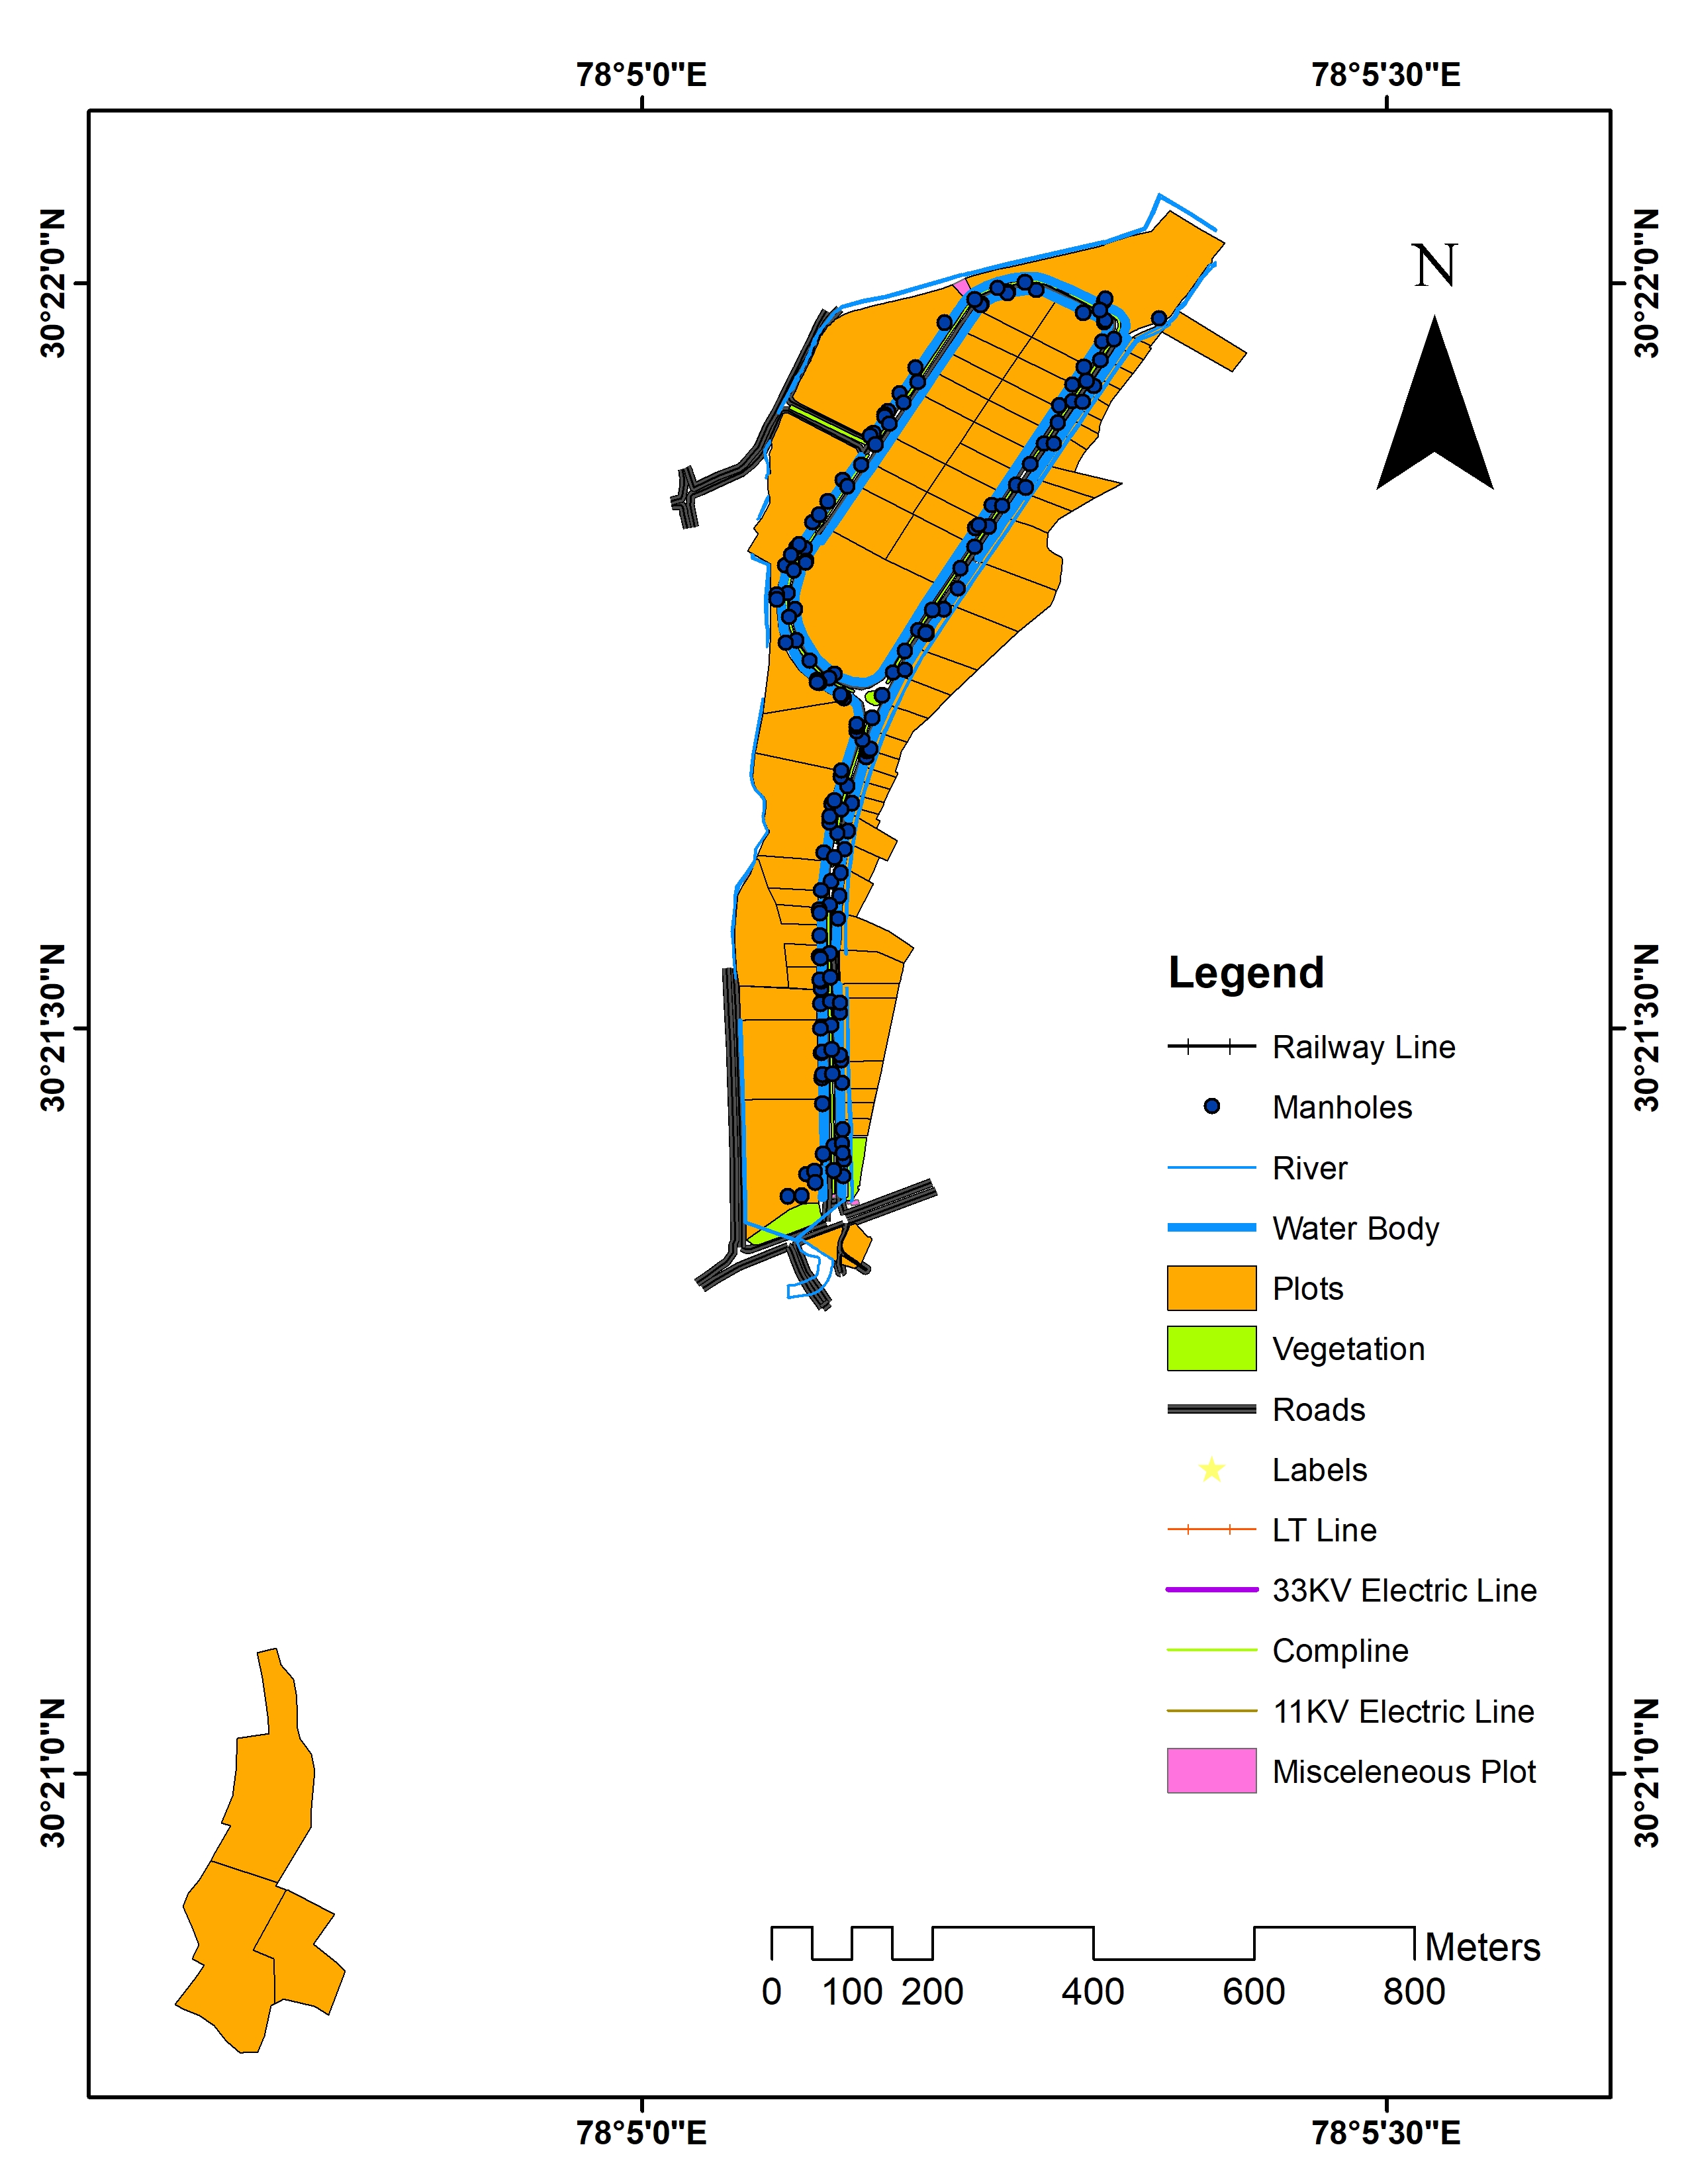 78°5'0"E
78°5'30"E
30°22'0"N
30°22'0"N
N
30°21'30"N
30°21'30"N
Legend
Railway Line
Manholes
River
Water Body
Plots
Vegetation
Roads
Labels
LT Line
33KV Electric Line
Compline
11KV Electric Line
Misceleneous Plot
30°21'0"N
30°21'0"N
Meters
0 100 200 400 600 800
78°5'0"E
78°5'30"E